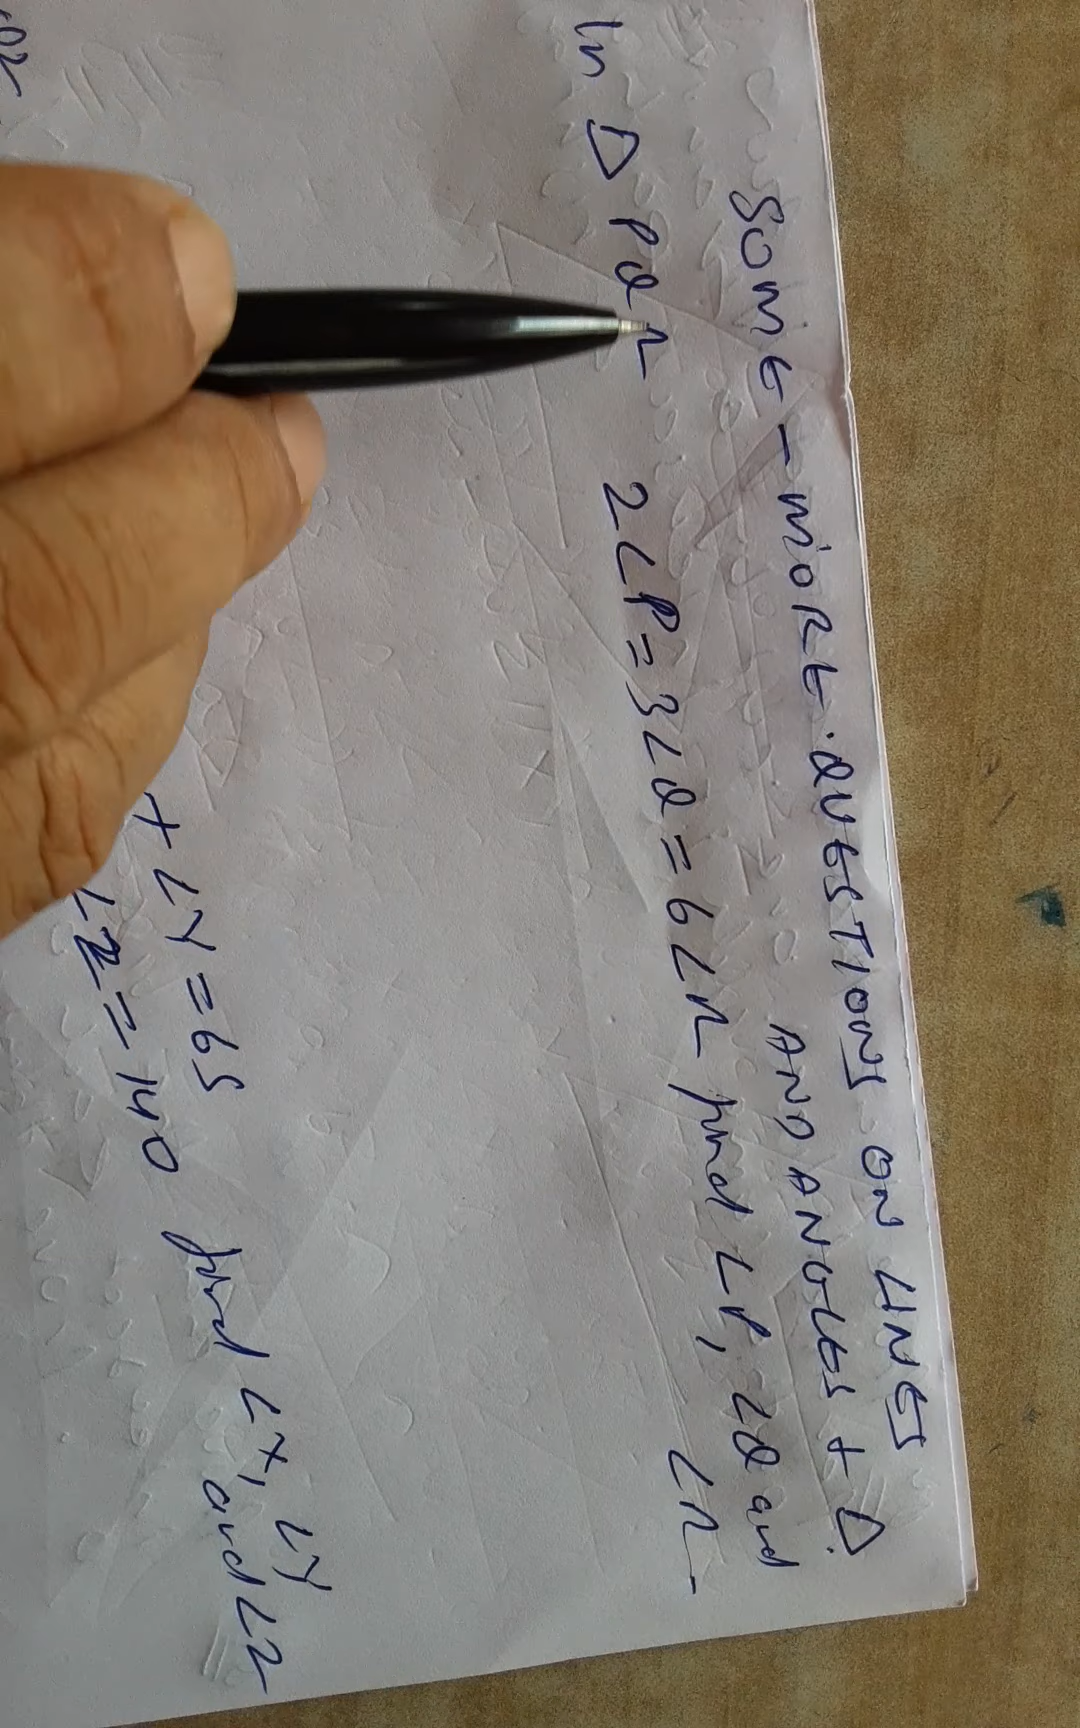 SOME - MORE QUESTIONS ON LINES
AND ANGLES + Δ.
In Δ PQR 2∠P = 3∠Q = 6∠R find ∠P, ∠Q and
∠R.
+ ∠Y = 65
∠Z = 140 find ∠X, ∠Y
and ∠Z